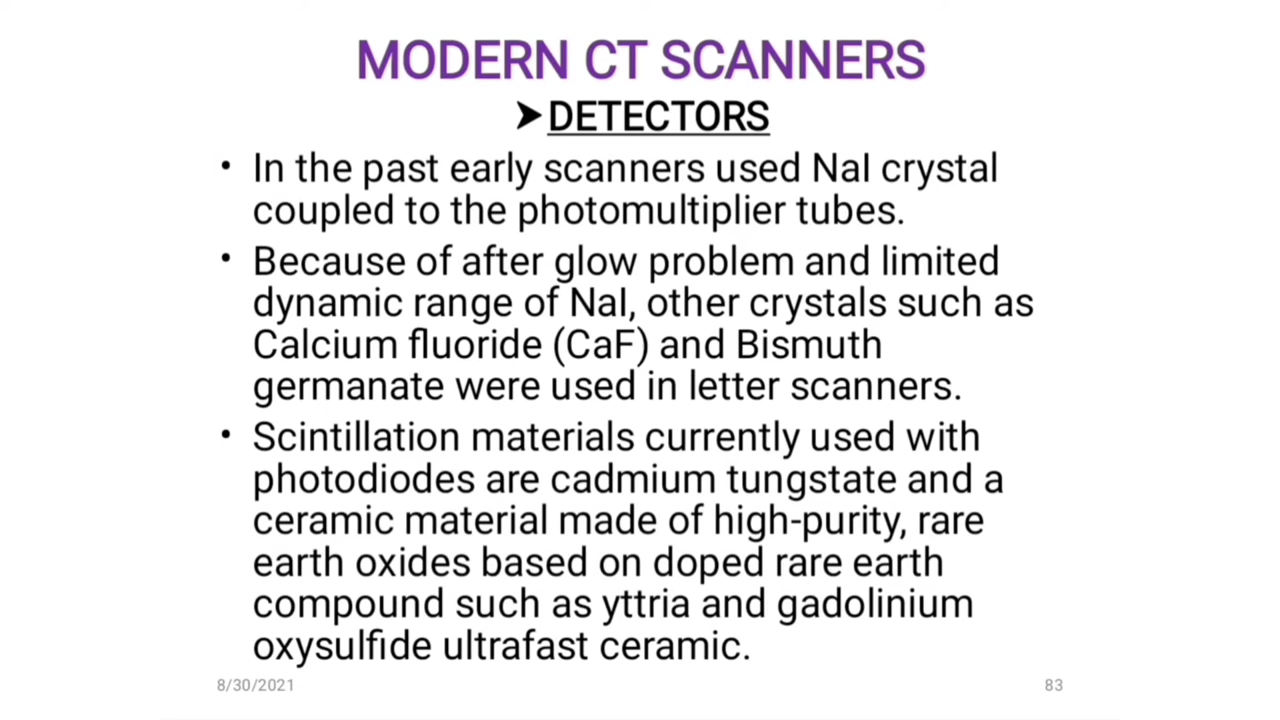 MODERN CT SCANNERS
➤DETECTORS
• In the past early scanners used NaI crystal
coupled to the photomultiplier tubes.
• Because of after glow problem and limited
dynamic range of NaI, other crystals such as
Calcium fluoride (CaF) and Bismuth
germanate were used in letter scanners.
• Scintillation materials currently used with
photodiodes are cadmium tungstate and a
ceramic material made of high-purity, rare
earth oxides based on doped rare earth
compound such as yttria and gadolinium
oxysulfide ultrafast ceramic.
8/30/2021 83